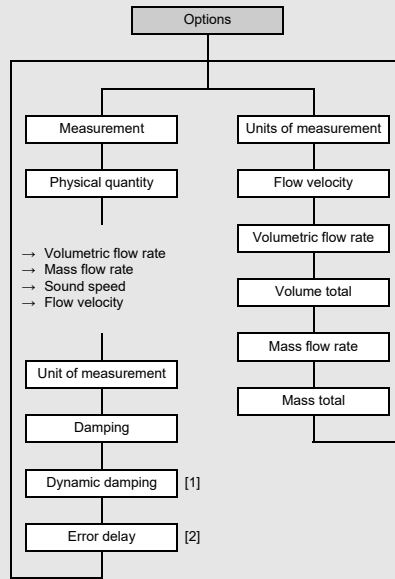 Options
Measurement
Physical quantity
→ Volumetric flow rate
→ Mass flow rate
→ Sound speed
→ Flow velocity
Unit of measurement
Damping
Dynamic damping [1]
Error delay [2]
Units of measurement
Flow velocity
Volumetric flow rate
Volume total
Mass flow rate
Mass total